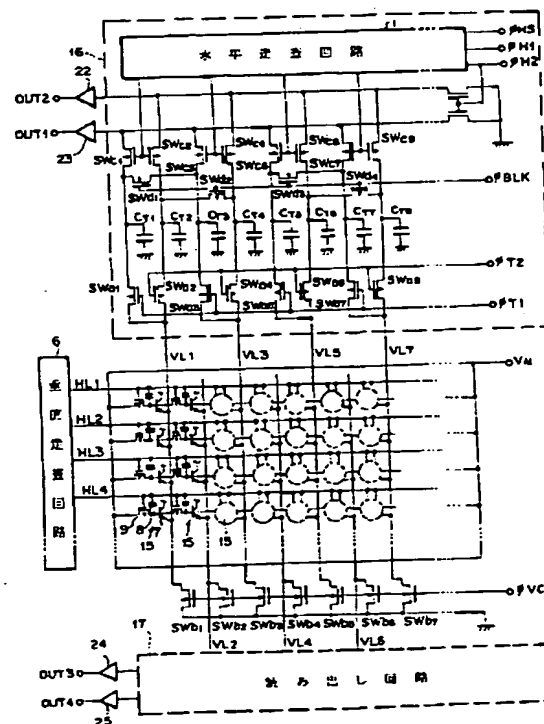 1
16
水平走査回路
φHS
φH1
φH2
22
OUT2
OUT1
23
SWC1
SWC2
SWC3
SWC4
SWC5
SWC6
SWC7
SWC8
SWd1
SWd2
SWd3
SWd4
φBLK
CT1
CT2
CT3
CT4
CT5
CT6
CT7
CT8
φT2
SWa1
SWa2
SWa3
SWa4
SWa5
SWa6
SWa7
SWa8
φT1
6
VL1
VL3
VL5
VL7
垂直走査回路
HL1
HL2
HL3
HL4
9
8
7
15
15
15
φVC
SWb1
SWb2
SWb3
SWb4
SWb5
SWb6
SWb7
17
VL2
VL4
VL6
24
OUT3
読み出し回路
OUT4
25